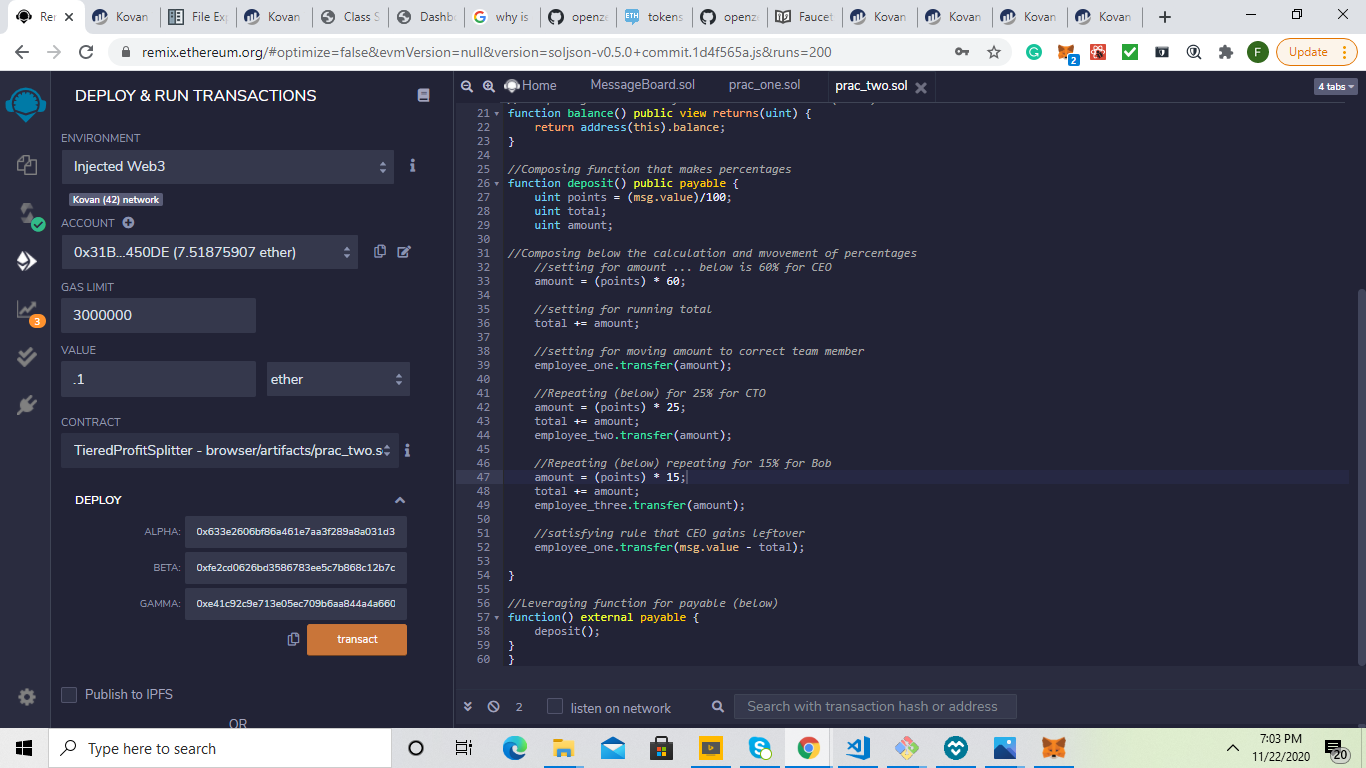 Re
Kovan
File Exp
Kovan
Class S
Dashb
why is
openze
tokens
openze
Faucet
Kovan
Kovan
Kovan
Kovan
remix.ethereum.org/#optimize=false&evmVersion=null&version=soljson-v0.5.0+commit.1d4f565a.js&runs=200
2
F
Update
DEPLOY & RUN TRANSACTIONS
ENVIRONMENT
Injected Web3
Kovan (42) network
ACCOUNT
0x31B...450DE (7.51875907 ether)
GAS LIMIT
3000000
VALUE
.1
ether
CONTRACT
TieredProfitSplitter - browser/artifacts/prac_two.s
DEPLOY
ALPHA:
0x633e2606bf86a461e7aa3f289a8a031d3
BETA:
0xfe2cd0626bd3586783ee5c7b868c12b7c
GAMMA:
0xe41c92c9e713e05ec709b6aa844a4a660
transact
Publish to IPFS
OR
3
Home
MessageBoard.sol
prac_one.sol
prac_two.sol
4 tabs
21 function balance() public view returns(uint) {
22 return address(this).balance;
23 }
24
25 //Composing function that makes percentages
26 function deposit() public payable {
27 uint points = (msg.value)/100;
28 uint total;
29 uint amount;
30
31 //Composing below the calculation and mvovement of percentages
32 //setting for amount ... below is 60% for CEO
33 amount = (points) * 60;
34
35 //setting for running total
36 total += amount;
37
38 //setting for moving amount to correct team member
39 employee_one.transfer(amount);
40
41 //Repeating (below) for 25% for CTO
42 amount = (points) * 25;
43 total += amount;
44 employee_two.transfer(amount);
45
46 //Repeating (below) repeating for 15% for Bob
47 amount = (points) * 15;
48 total += amount;
49 employee_three.transfer(amount);
50
51 //satisfying rule that CEO gains leftover
52 employee_one.transfer(msg.value - total);
53
54 }
55
56 //Leveraging function for payable (below)
57 function() external payable {
58 deposit();
59 }
60 }
2
listen on network
Search with transaction hash or address
Type here to search
7:03 PM
11/22/2020
20